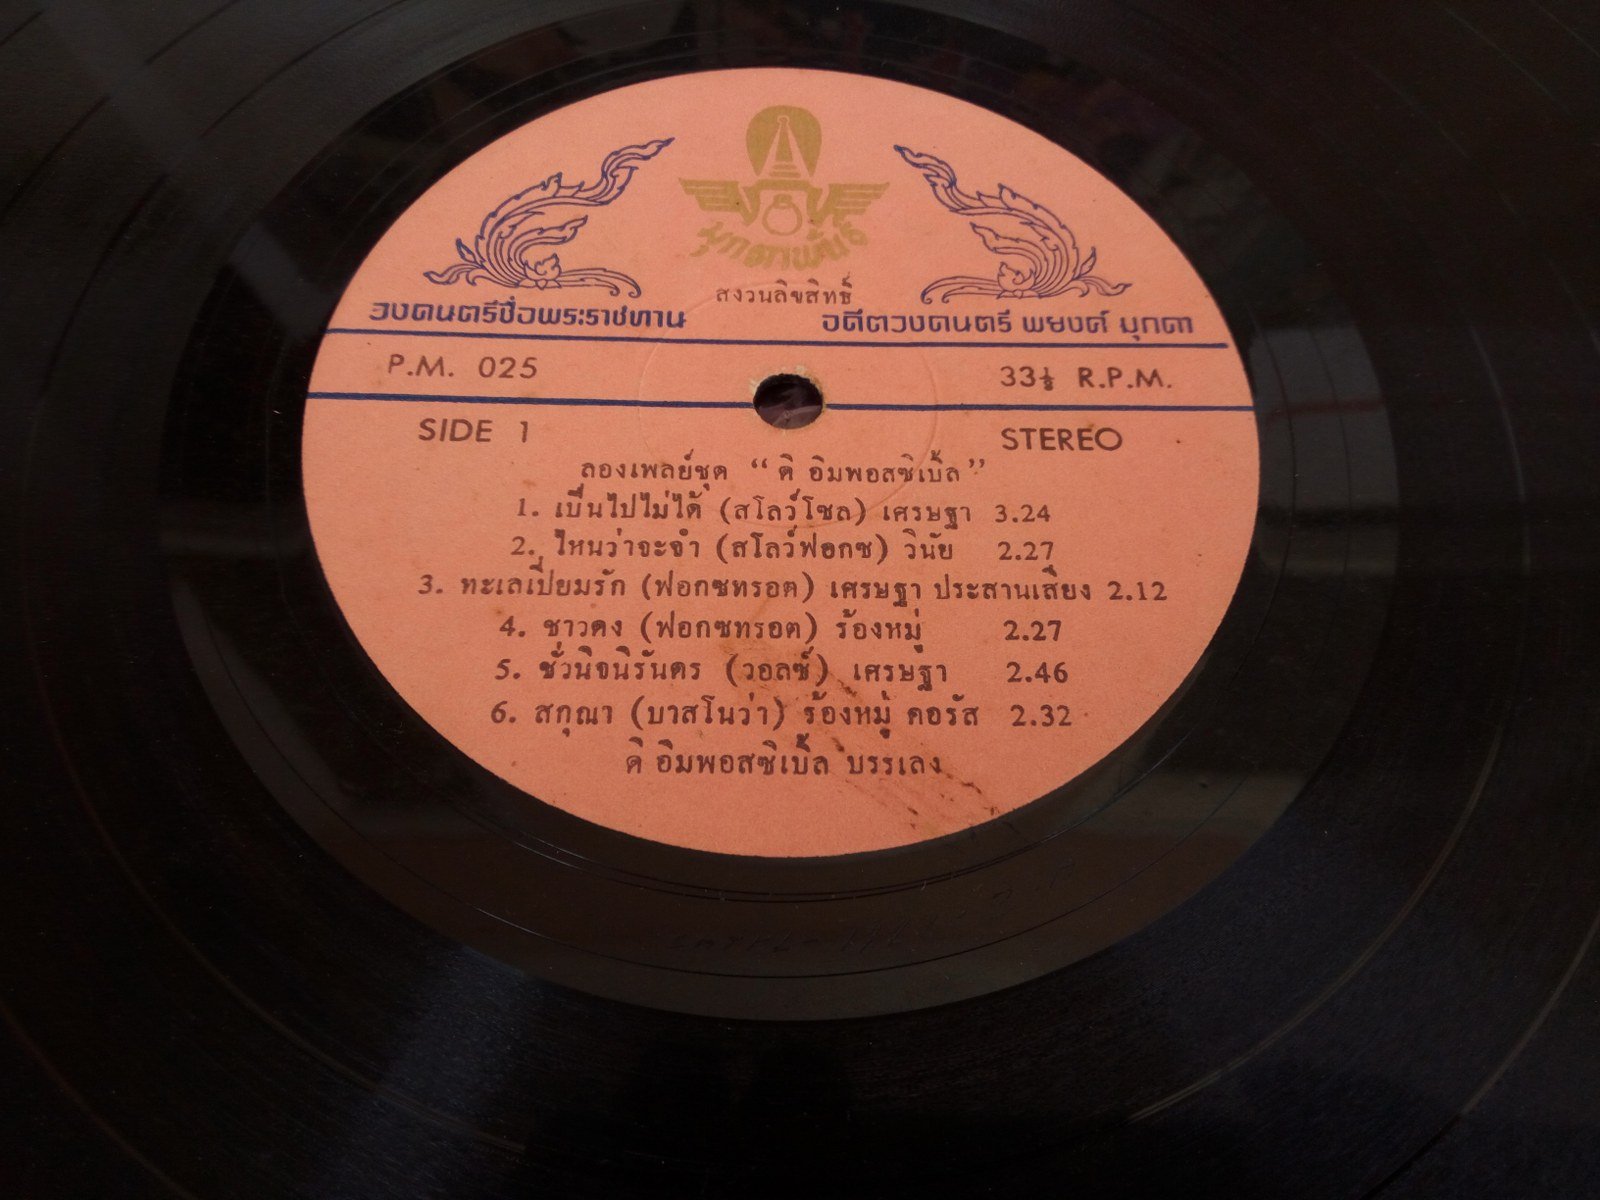 มุกดาพันธ์
สงวนลิขสิทธิ์
วงดนตรีชื่อพระราชทาน อดีตวงดนตรี พยงค์ มุกดา
P.M. 025 33⅓ R.P.M.
SIDE 1 STEREO
ลองเพลย์ชุด “ ดิ อิมพอสซิเบิ้ล ”
1. เป็นไปไม่ได้ (สโลว์โซล) เศรษฐา 3.24
2. ไหนว่าจะจำ (สโลว์ฟอกซ) วินัย 2.27
3. ทะเลเปี่ยมรัก (ฟอกซทรอต) เศรษฐา ประสานเสียง 2.12
4. ชาวดง (ฟอกซทรอต) ร้องหมู่ 2.27
5. ชั่วนิจนิรันดร (วอลซ์) เศรษฐา 2.46
6. สกุณา (บาสโนว่า) ร้องหมู่ คอรัส 2.32
ดิ อิมพอสซิเบิ้ล บรรเลง